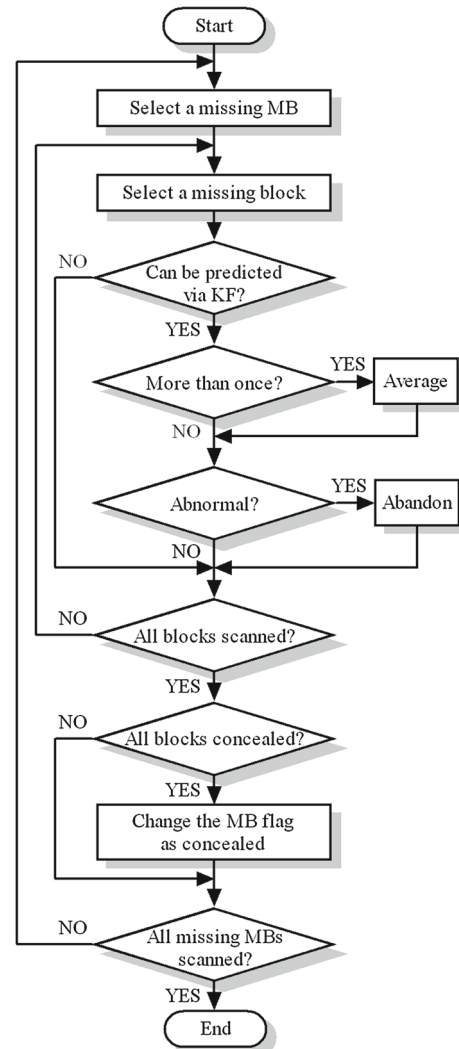 Start
Select a missing MB
Select a missing block
NO
Can be predicted
via KF?
YES
More than once?
YES
Average
NO
Abnormal?
YES
Abandon
NO
NO
All blocks scanned?
YES
NO
All blocks concealed?
YES
Change the MB flag
as concealed
NO
All missing MBs
scanned?
YES
End